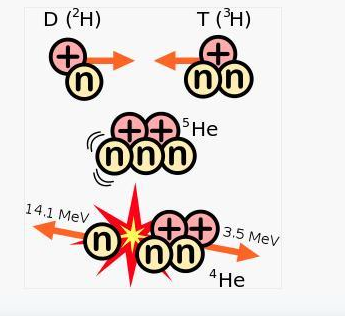 D (²H) T (³H)
+ +
n n n
+ + ⁵He
n n n
14.1 MeV + + 3.5 MeV
n n n
⁴He